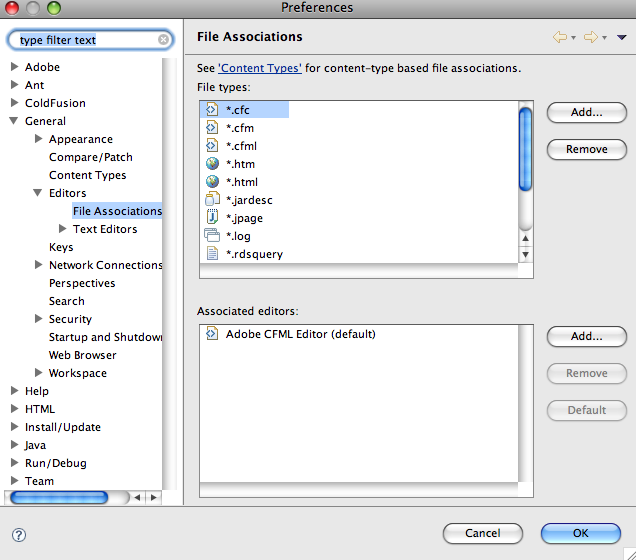 Preferences
type filter text
Adobe
Ant
ColdFusion
General
Appearance
Compare/Patch
Content Types
Editors
File Associations
Text Editors
Keys
Network Connections
Perspectives
Search
Security
Startup and Shutdow
Web Browser
Workspace
Help
HTML
Install/Update
Java
Run/Debug
Team
File Associations
See 'Content Types' for content-type based file associations.
File types:
*.cfc
*.cfm
*.cfml
*.htm
*.html
*.jardesc
*.jpage
*.log
*.rdsquery
Add...
Remove
Associated editors:
Adobe CFML Editor (default)
Add...
Remove
Default
?
Cancel
OK